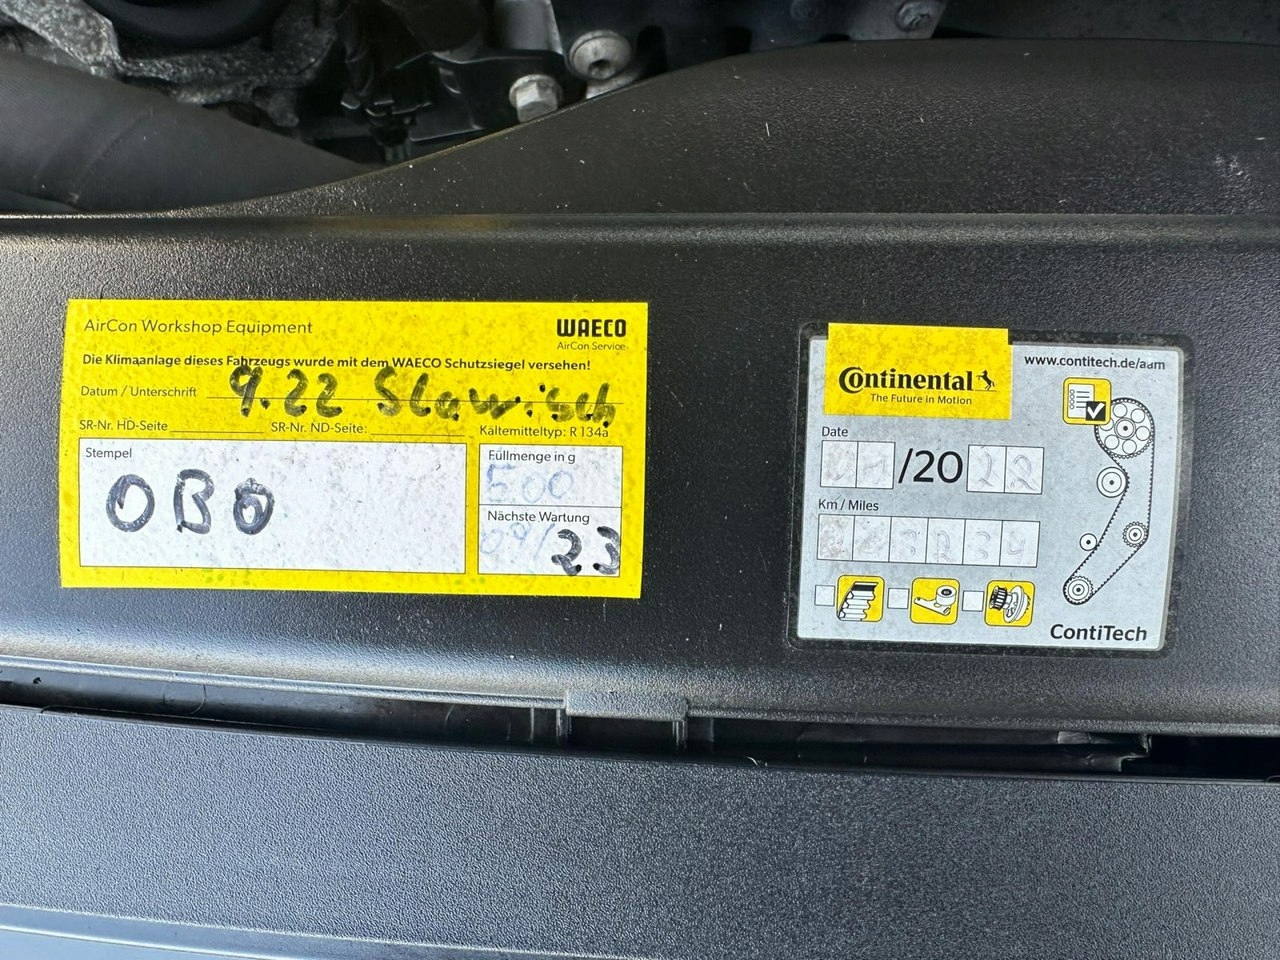 AirCon Workshop Equipment
WAECO
AirCon Service
Die Klimaanlage dieses Fahrzeugs wurde mit dem WAECO Schutzsiegel versehen!
Datum / Unterschrift 9.22 Slawisch
SR-Nr. HD-Seite SR-Nr. ND-Seite: Kältemitteltyp: R 134a
Stempel
OBO
Füllmenge in g
500
Nächste Wartung
09/23
Continental
The Future in Motion
www.contitech.de/aam
Date
/20 22
Km / Miles
ContiTech